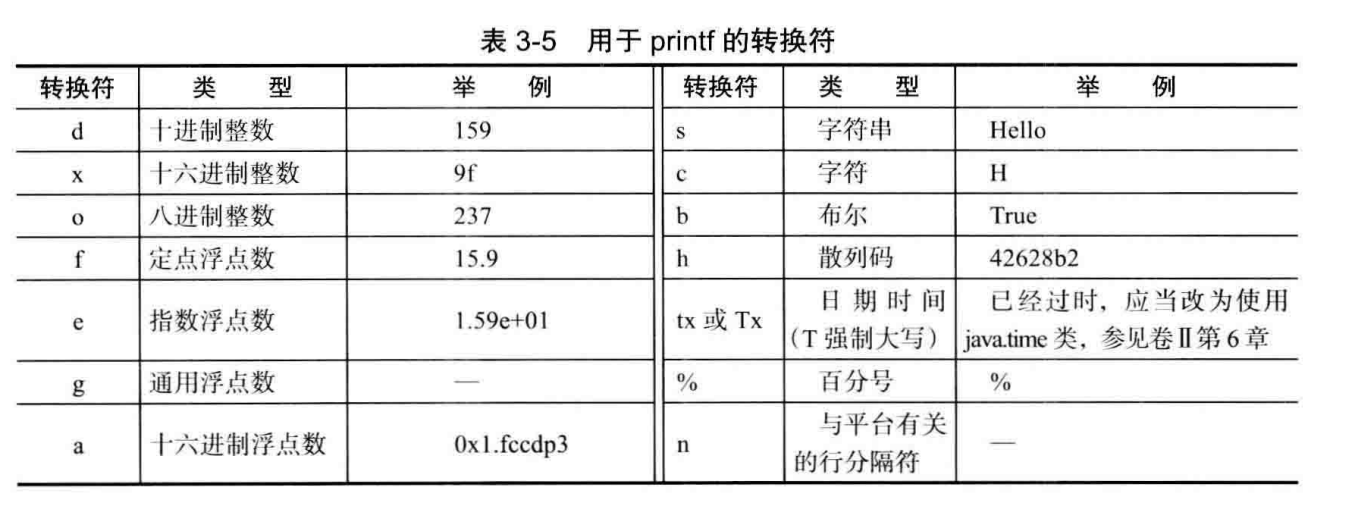 表 3-5 用于 printf 的转换符
转换符 类 型 举 例 转换符 类 型 举 例
d 十进制整数 159 s 字符串 Hello
x 十六进制整数 9f c 字符 H
o 八进制整数 237 b 布尔 True
f 定点浮点数 15.9 h 散列码 42628b2
e 指数浮点数 1.59e+01 tx 或 Tx 日期时间 已经过时，应当改为使用
(T强制大写) java.time 类，参见卷Ⅱ第 6 章
g 通用浮点数 — % 百分号 %
a 十六进制浮点数 0x1.fccdp3 n 与平台有关 —
的行分隔符